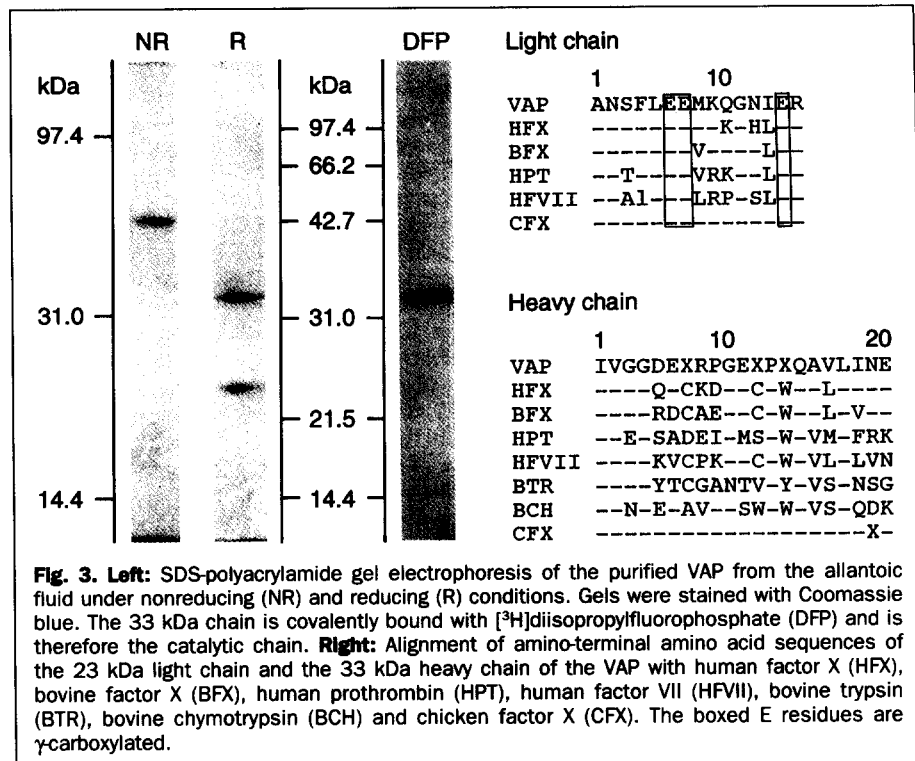 NR R DFP
kDa kDa
97.4
31.0
14.4
97.4
66.2
42.7
31.0
21.5
14.4
Light chain
1 10
VAP ANSFLEEMKQGNIER
HFX ----------K-HL--
BFX --------V----L--
HPT --T----VRK--L--
HFVII --Al---LRP-SL--
CFX ---------------
Heavy chain
1 10 20
VAP IVGGDEXRPGEXPXQAVLINE
HFX ----Q-CKD--C-W--L----
BFX ----RDCAE--C-W--L-V--
HPT --E-SADEI-MS-W-VM-FRK
HFVII ----KVCPK--C-W-VL-LVN
BTR ----YTCGANTV-Y-VS-NSG
BCH --N-E-AV--SW-W-VS-QDK
CFX -------------------X-
Fig. 3. Left: SDS-polyacrylamide gel electrophoresis of the purified VAP from the allantoic
fluid under nonreducing (NR) and reducing (R) conditions. Gels were stained with Coomassie
blue. The 33 kDa chain is covalently bound with [³H]diisopropylfluorophosphate (DFP) and is
therefore the catalytic chain. Right: Alignment of amino-terminal amino acid sequences of
the 23 kDa light chain and the 33 kDa heavy chain of the VAP with human factor X (HFX),
bovine factor X (BFX), human prothrombin (HPT), human factor VII (HFVII), bovine trypsin
(BTR), bovine chymotrypsin (BCH) and chicken factor X (CFX). The boxed E residues are
γ-carboxylated.